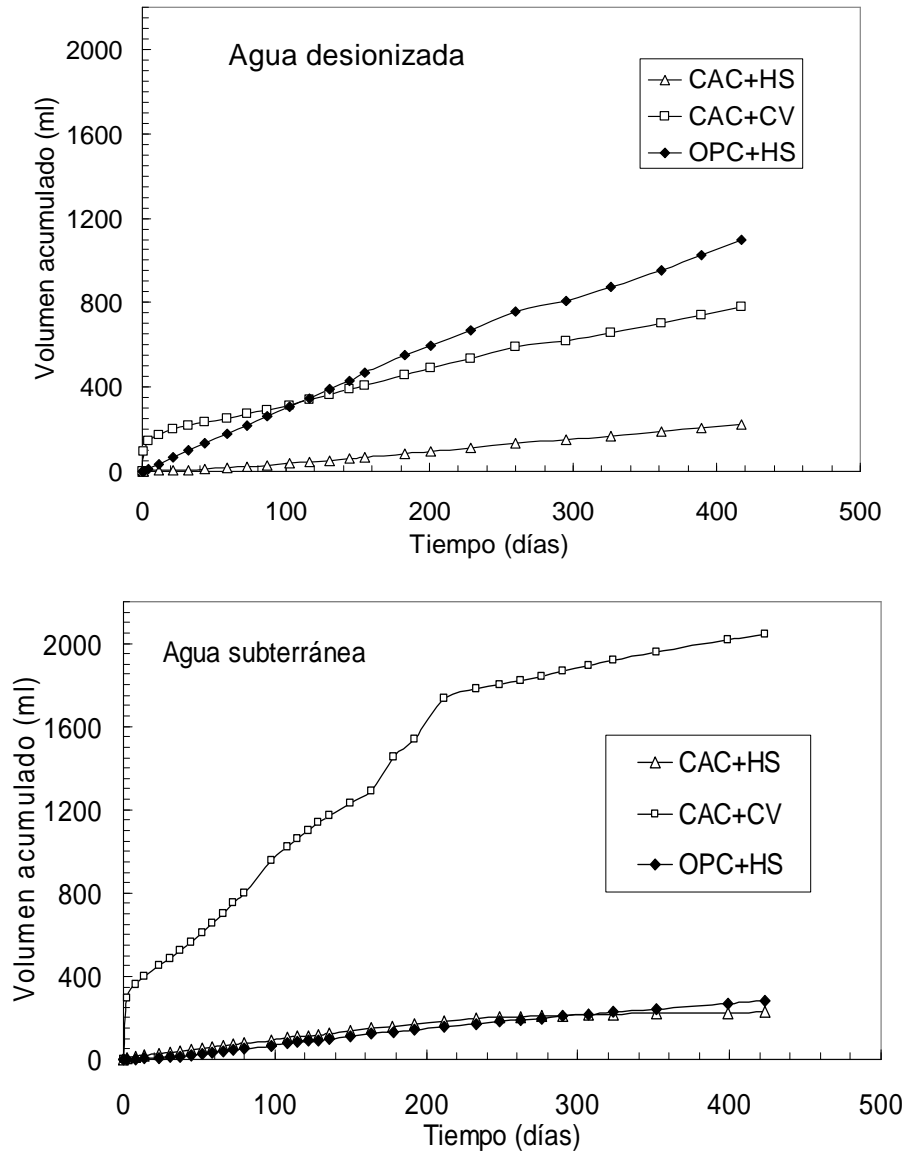 2000
1600
1200
800
400
0
Volumen acumulado (ml)
Agua desionizada
CAC+HS
CAC+CV
OPC+HS
0 100 200 300 400 500
Tiempo (días)
2000
1600
1200
800
400
0
Volumen acumulado (ml)
Agua subterránea
CAC+HS
CAC+CV
OPC+HS
0 100 200 300 400 500
Tiempo (días)